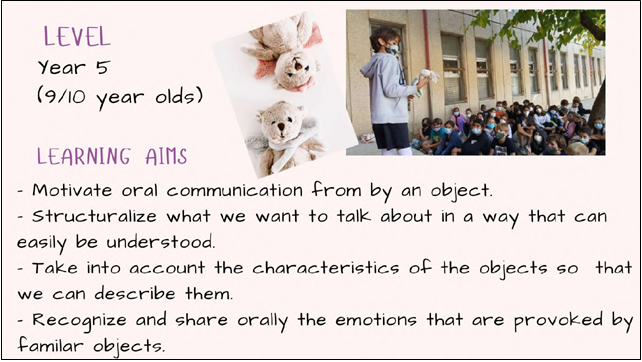 LEVEL
Year 5
(9/10 year olds)
LEARNING AIMS
- Motivate oral communication from by an object.
- Structuralize what we want to talk about in a way that can
easily be understood.
- Take into account the characteristics of the objects so that
we can describe them.
- Recognize and share orally the emotions that are provoked by
familar objects.